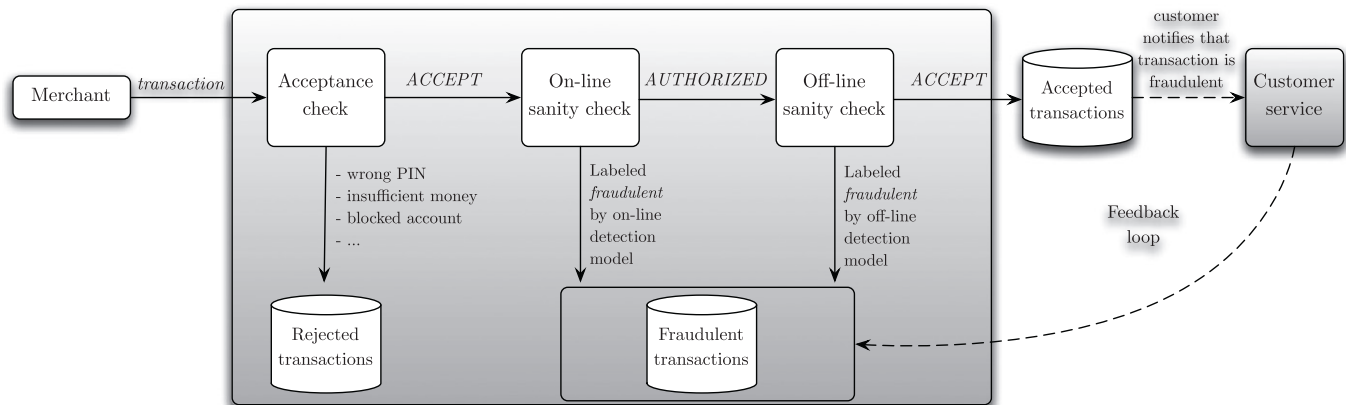 Merchant
transaction
Acceptance
check
ACCEPT
On-line
sanity check
AUTHORIZED
Off-line
sanity check
ACCEPT
Accepted
transactions
customer
notifies that
transaction is
fraudulent
Customer
service
- wrong PIN
- insufficient money
- blocked account
- ...
Labeled
fraudulent
by on-line
detection
model
Labeled
fraudulent
by off-line
detection
model
Feedback
loop
Rejected
transactions
Fraudulent
transactions